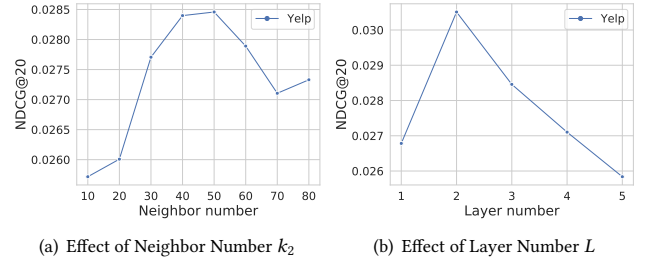 NDCG@20
0.0285
0.0280
0.0275
0.0270
0.0265
0.0260
Yelp
10 20 30 40 50 60 70 80
Neighbor number
(a) Effect of Neighbor Number k2
NDCG@20
0.030
0.029
0.028
0.027
0.026
Yelp
1 2 3 4 5
Layer number
(b) Effect of Layer Number L